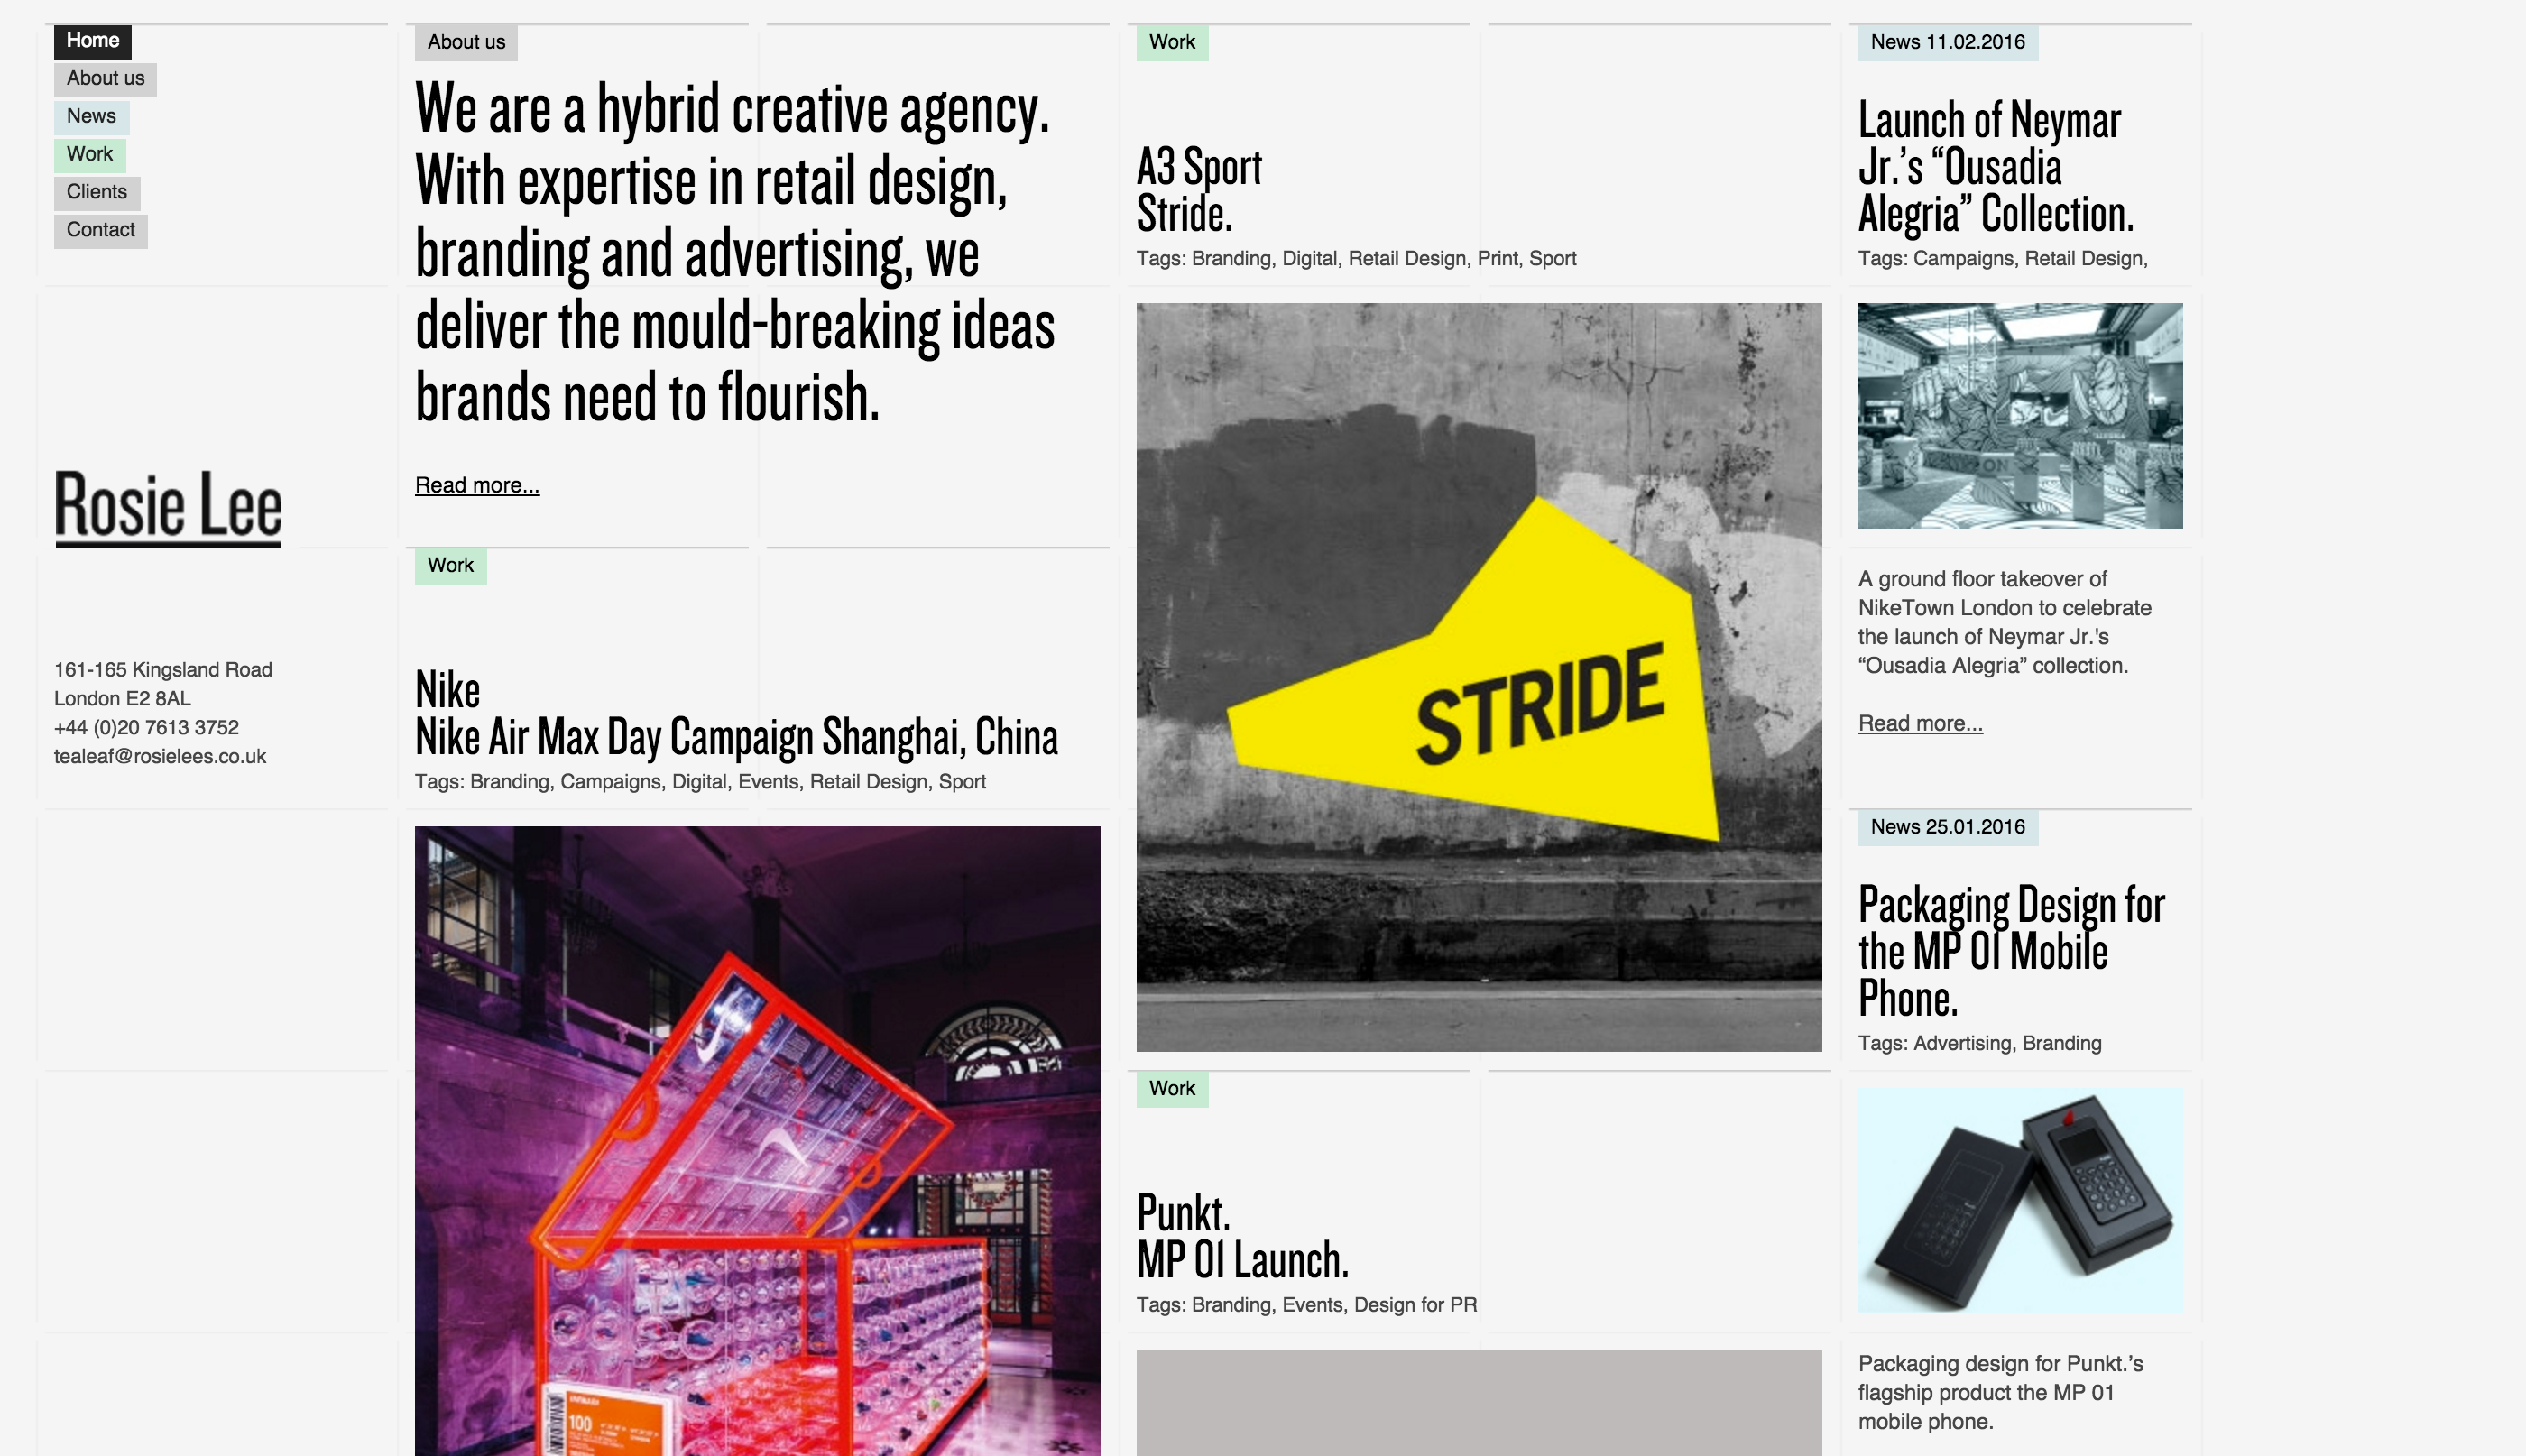 Home
About us
News
Work
Clients
Contact
Rosie Lee
161-165 Kingsland Road
London E2 8AL
+44 (0)20 7613 3752
tealeaf@rosielees.co.uk
About us
We are a hybrid creative agency.
With expertise in retail design,
branding and advertising, we
deliver the mould-breaking ideas
brands need to flourish.
Read more...
Work
Nike
Nike Air Max Day Campaign Shanghai, China
Tags: Branding, Campaigns, Digital, Events, Retail Design, Sport
100
Work
A3 Sport
Stride.
Tags: Branding, Digital, Retail Design, Print, Sport
STRIDE
Work
Punkt.
MP 01 Launch.
Tags: Branding, Events, Design for PR
News 11.02.2016
Launch of Neymar
Jr.’s “Ousadia
Alegria” Collection.
Tags: Campaigns, Retail Design,
ON
A ground floor takeover of
NikeTown London to celebrate
the launch of Neymar Jr.'s
“Ousadia Alegria” collection.
Read more...
News 25.01.2016
Packaging Design for
the MP 01 Mobile
Phone.
Tags: Advertising, Branding
Packaging design for Punkt.’s
flagship product the MP 01
mobile phone.